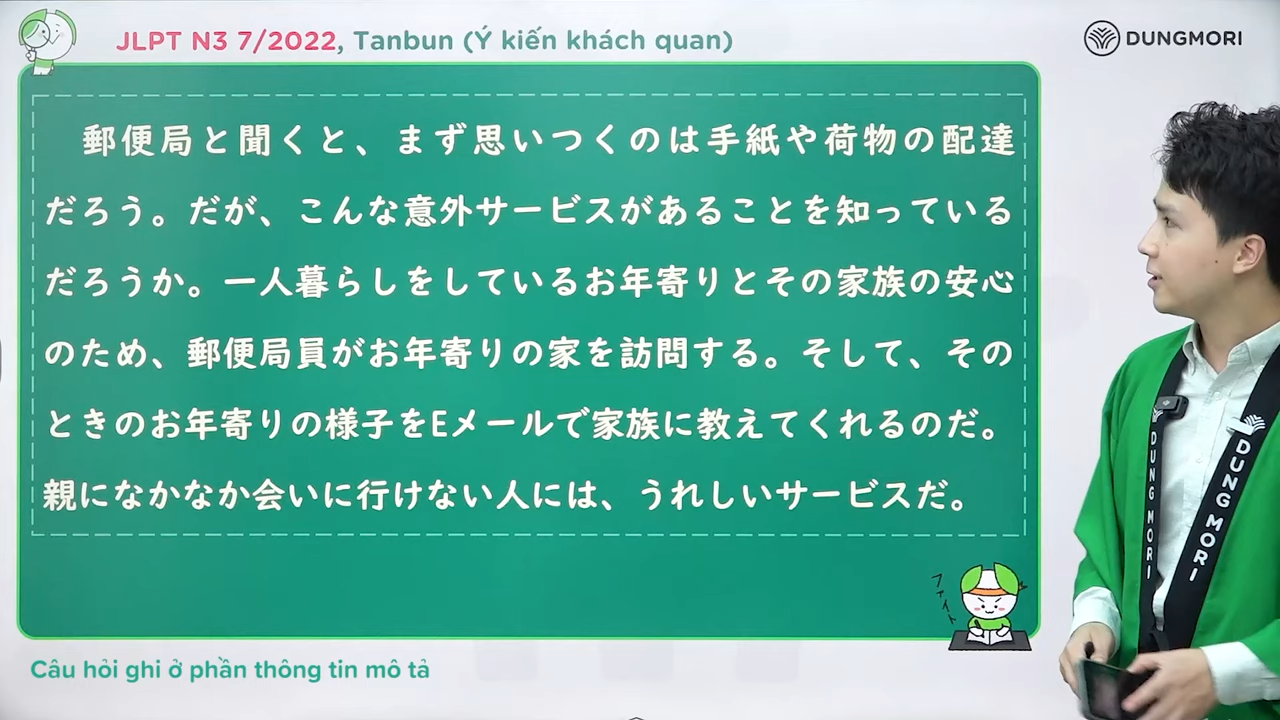 JLPT N3 7/2022, Tanbun (Ý kiến khách quan)
DUNGMORI
郵便局と聞くと、まず思いつくのは手紙や荷物の配達
だろう。だが、こんな意外サービスがあることを知っている
だろうか。一人暮らしをしているお年寄りとその家族の安心
のため、郵便局員がお年寄りの家を訪問する。そして、その
ときのお年寄りの様子をEメールで家族に教えてくれるのだ。
親になかなか会いに行けない人には、うれしいサービスだ。
ファイト
Câu hỏi ghi ở phần thông tin mô tả
DUNG MORI
DUNG MORI